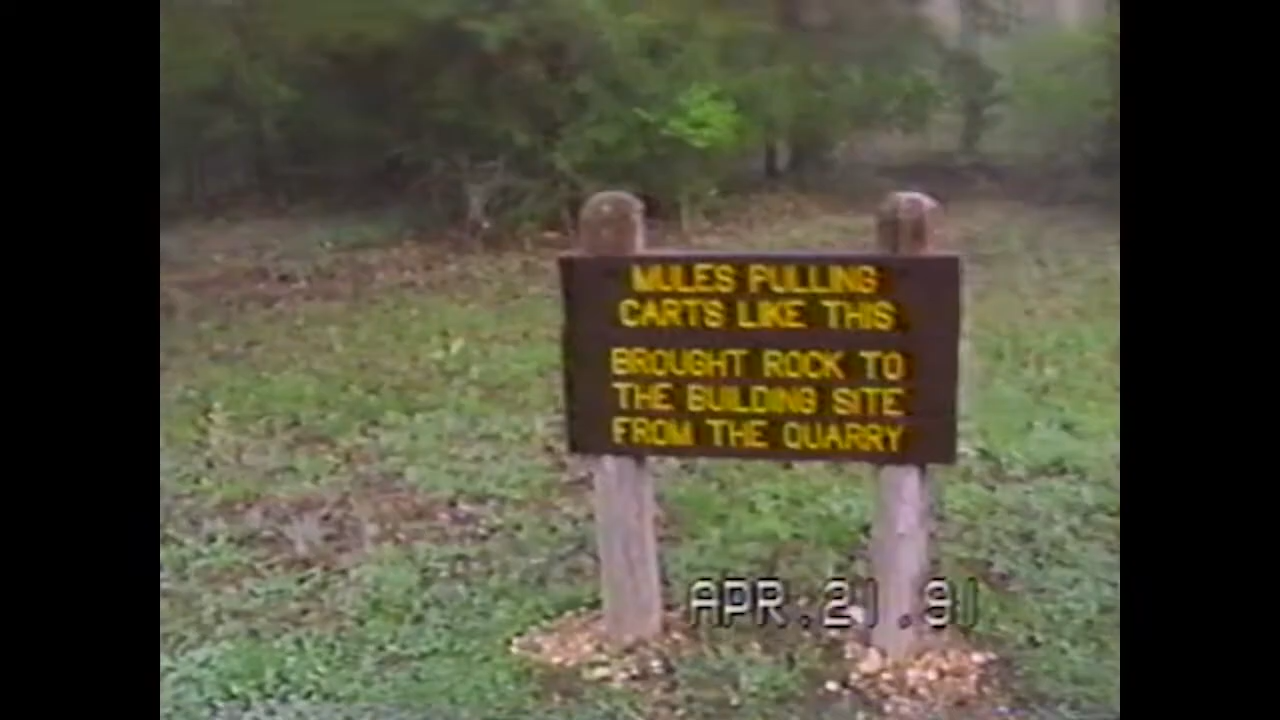 MULES PULLING
CARTS LIKE THIS
BROUGHT ROCK TO
THE BUILDING SITE
FROM THE QUARRY
APR.21.91